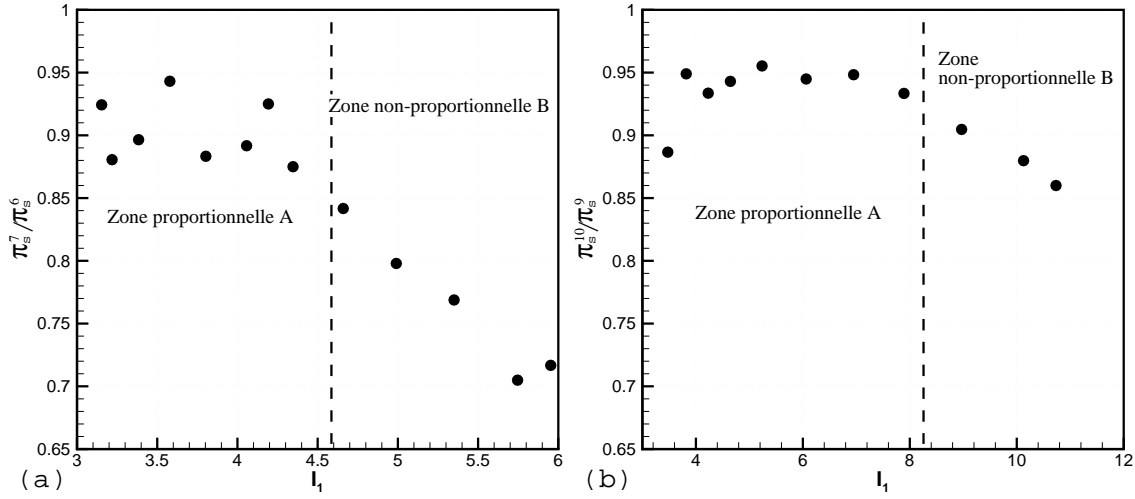 1
0.95
0.9
0.85
0.8
0.75
0.7
0.65
π_s^7/π_s^6
Zone non-proportionnelle B
Zone proportionnelle A
3 3.5 4 4.5 5 5.5 6
(a)
I_1
1
0.95
0.9
0.85
0.8
0.75
0.7
0.65
π_s^10/π_s^9
Zone
non-proportionnelle B
Zone proportionnelle A
4 6 8 10 12
(b)
I_1